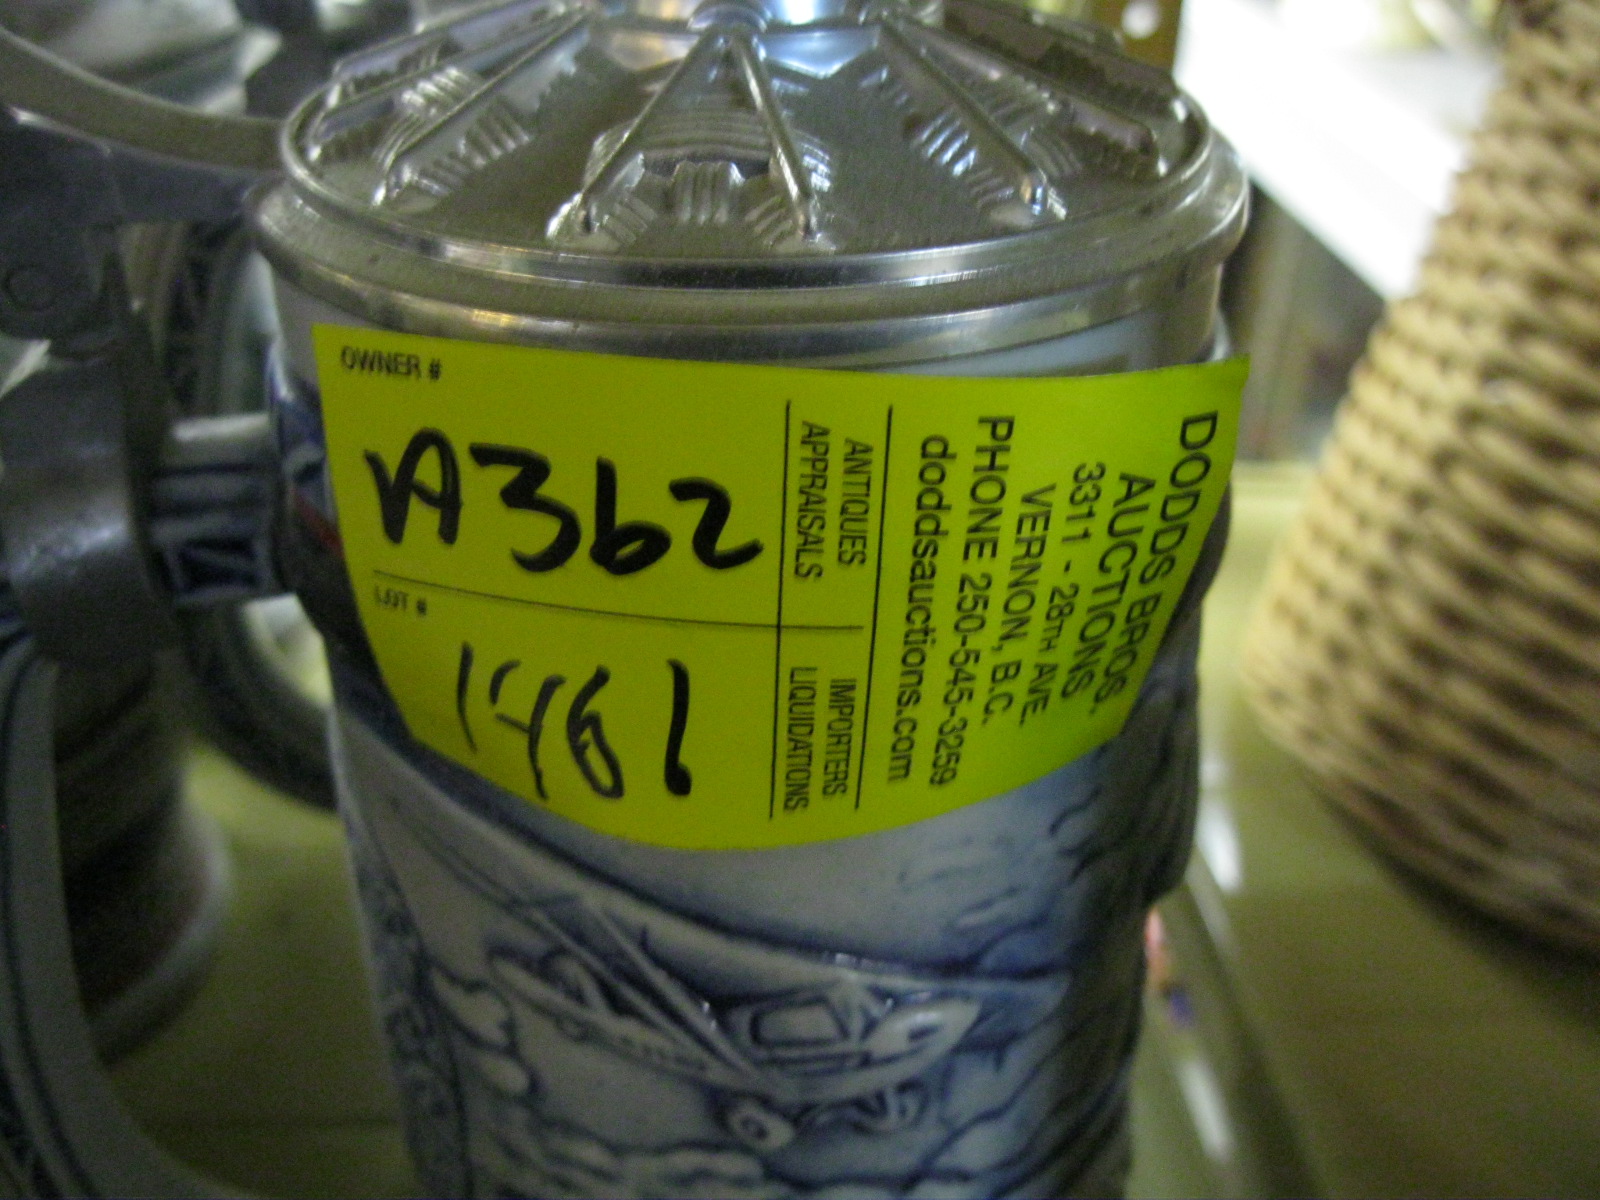 OWNER #
A362
LOT #
1461
ANTIQUES
APPRAISALS
IMPORTERS
LIQUIDATIONS
DODDS BROS.
AUCTIONS
3311 - 28TH AVE.
VERNON, B.C.
PHONE 250-545-3259
doddsauctions.com